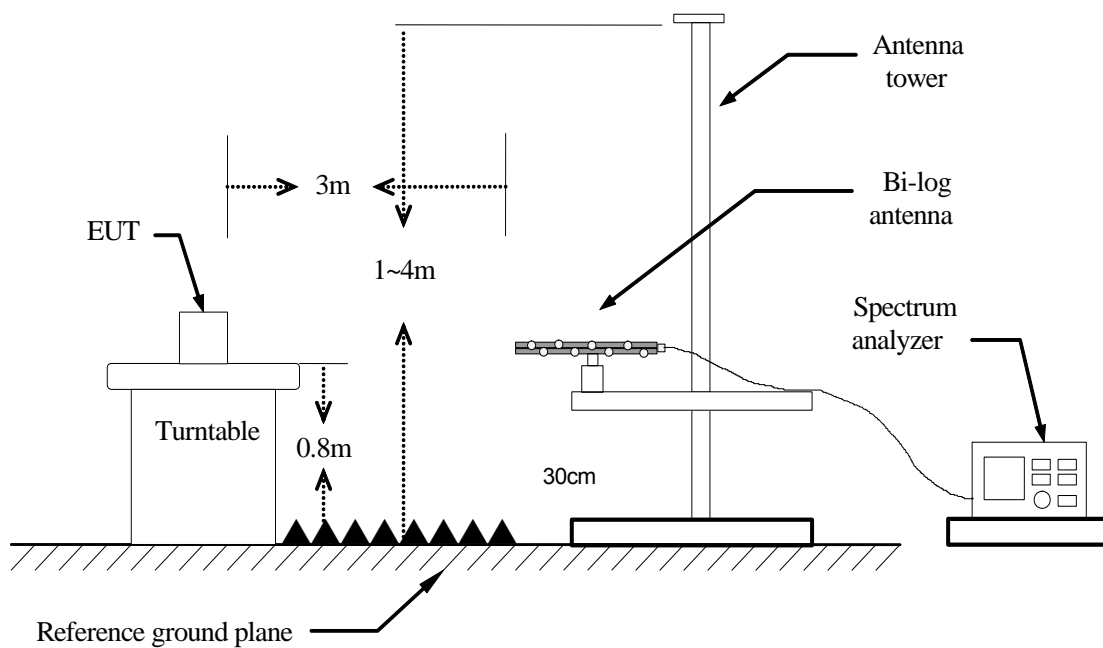 Antenna
tower
3m
Bi-log
antenna
EUT
1~4m
Spectrum
analyzer
Turntable
0.8m
30cm
Reference ground plane